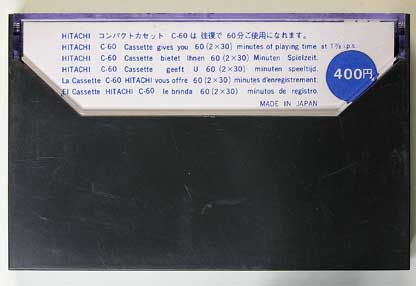 HITACHI コンパクトカセット C-60は 往復で 60分ご使用になれます。
HITACHI C-60 Cassette gives you 60 (2×30) minutes of playing time at 1⅞ i.p.s.
HITACHI C-60 Cassette bietet Ihnen 60 (2×30) Minuten Spielzeit.
HITACHI C-60 Cassette geeft U 60 (2×30) minuten speeltijd.
La Cassette C-60 HITACHI vous offre 60 (2×30) minutes d'enregistrement.
El Cassette HITACHI C-60 le brinda 60 (2×30) minutos de registro.
MADE IN JAPAN
400円